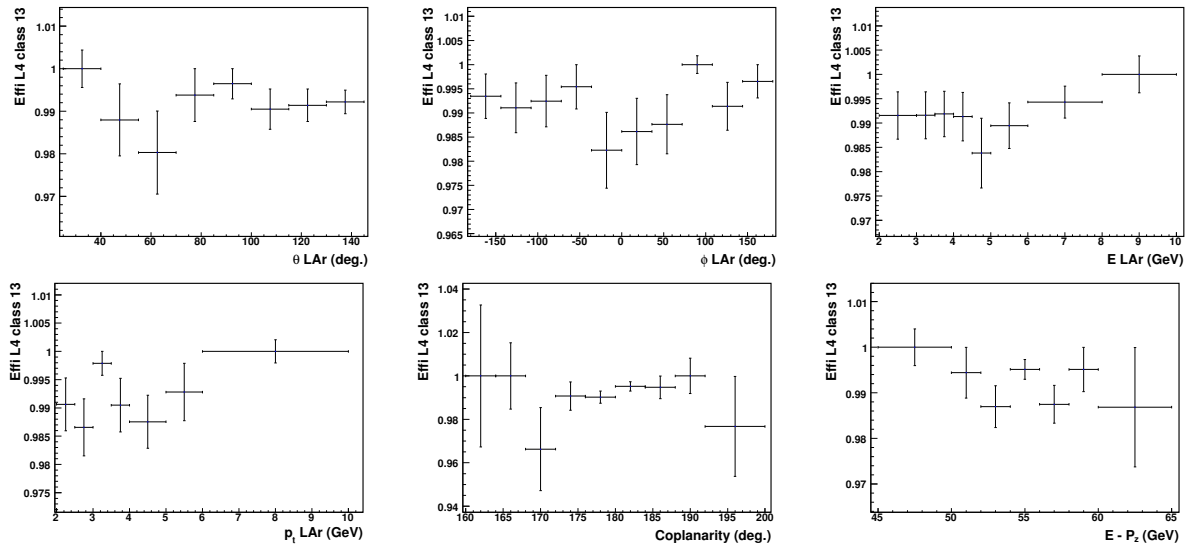 Effi L4 class 13
1.01
1
0.99
0.98
0.97
40 60 80 100 120 140
θ LAr (deg.)
Effi L4 class 13
1.01
1.005
1
0.995
0.99
0.985
0.98
0.975
0.97
0.965
-150 -100 -50 0 50 100 150
ϕ LAr (deg.)
Effi L4 class 13
1.01
1.005
1
0.995
0.99
0.985
0.98
0.975
0.97
2 3 4 5 6 7 8 9 10
E LAr (GeV)
Effi L4 class 13
1.01
1.005
1
0.995
0.99
0.985
0.98
0.975
2 3 4 5 6 7 8 9 10
pt LAr (GeV)
Effi L4 class 13
1.04
1.02
1
0.98
0.96
0.94
160 165 170 175 180 185 190 195 200
Coplanarity (deg.)
Effi L4 class 13
1.01
1
0.99
0.98
0.97
45 50 55 60 65
E - Pz (GeV)